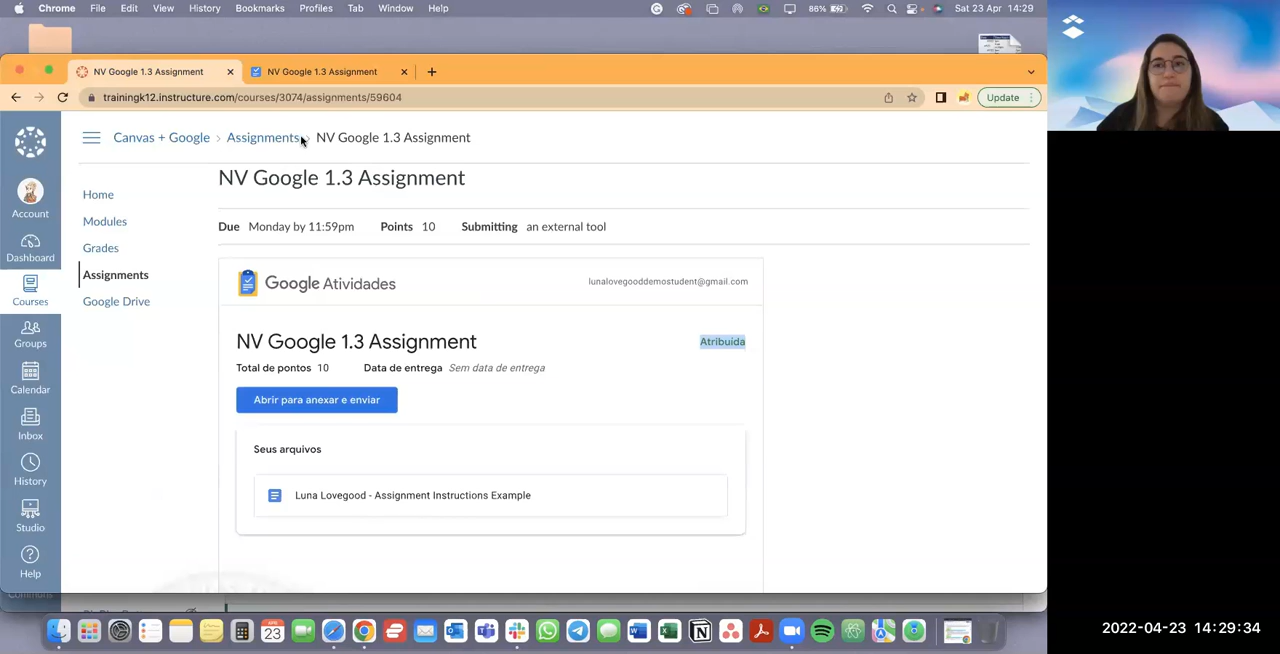 Chrome File Edit View History Bookmarks Profiles Tab Window Help
86% Sat 23 Apr 14:29
NV Google 1.3 Assignment
NV Google 1.3 Assignment
trainingk12.instructure.com/courses/3074/assignments/59604
Update
Canvas + Google › Assignments › NV Google 1.3 Assignment
NV Google 1.3 Assignment
Due Monday by 11:59pm Points 10 Submitting an external tool
Account
Dashboard
Courses
Groups
Calendar
Inbox
History
Studio
Help
Home
Modules
Grades
Assignments
Google Drive
Google Atividades
lunalovegooddemostudent@gmail.com
NV Google 1.3 Assignment
Atribuída
Total de pontos 10 Data de entrega Sem data de entrega
Abrir para anexar e enviar
Seus arquivos
Luna Lovegood - Assignment Instructions Example
Commons
APR
23
2022-04-23 14:29:34